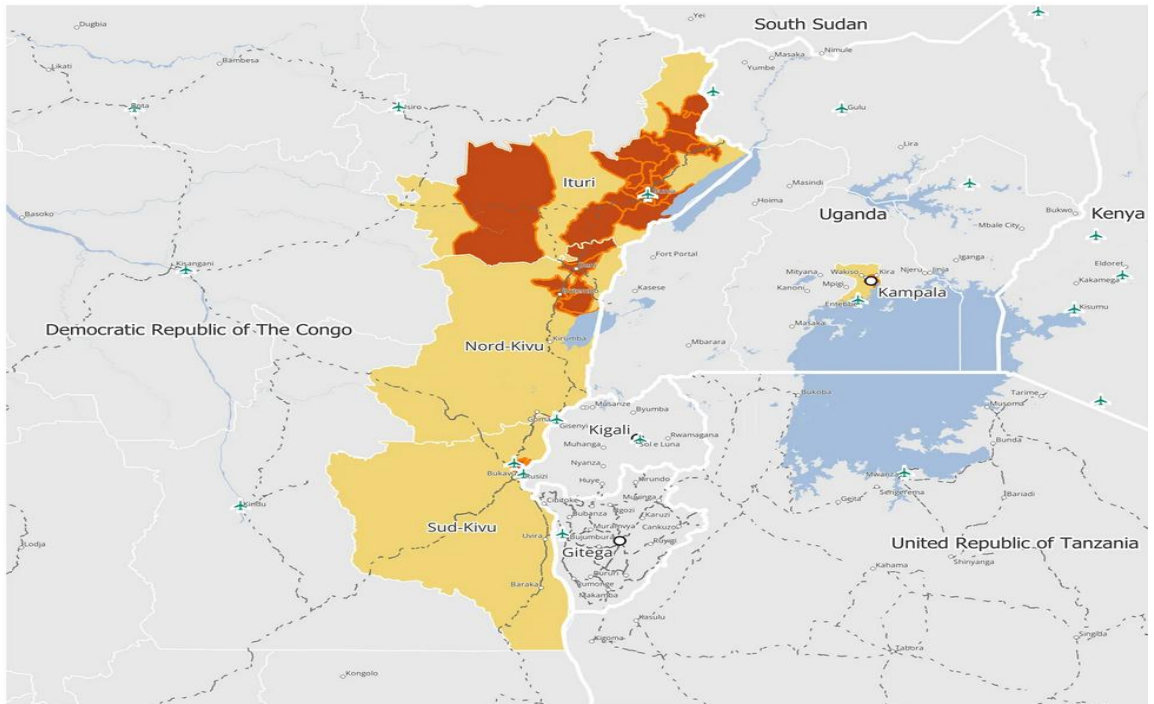 Yei
South Sudan
Dugbia
Masaka
Nimule
Bambesa
Likati
Yumbe
Isiro
Gulu
Lira
Ituri
Masindi
Hoima
Basoko
Uganda
Bukwo
Kenya
Mbale City
Fort Portal
Iganga
Kisangani
Mityana
Wakiso
Kira
Njeru
Jinja
Eldoret
Kakamega
Kanoni
Mpigi
Kampala
Kasese
Entebbe
Kisumu
Democratic Republic of The Congo
Masaka
Nord-Kivu
Kirumba
Mbarara
Bukoba
Tarime
Musoma
Goma
Musanze
Byumba
Gisenyi
Kigali
Rwamagana
Sol e Luna
Muhanga
Bunda
Nyanza
Bukavu
Rusizi
Mwanza
Huye
Kirundo
Sengerema
Geita
Bariadi
Cibitoke
Muyinga
Kindu
Ngozi
Bubanza
Karuzi
Sud-Kivu
Muramvya
Cankuzo
Uvira
Bujumbura
Ruyigi
Lodja
Gitega
United Republic of Tanzania
Shinyanga
Kahama
Bururi
Baraka
Rumonge
Makamba
Kasulu
Kigoma
Singida
Tabora
Kongolo